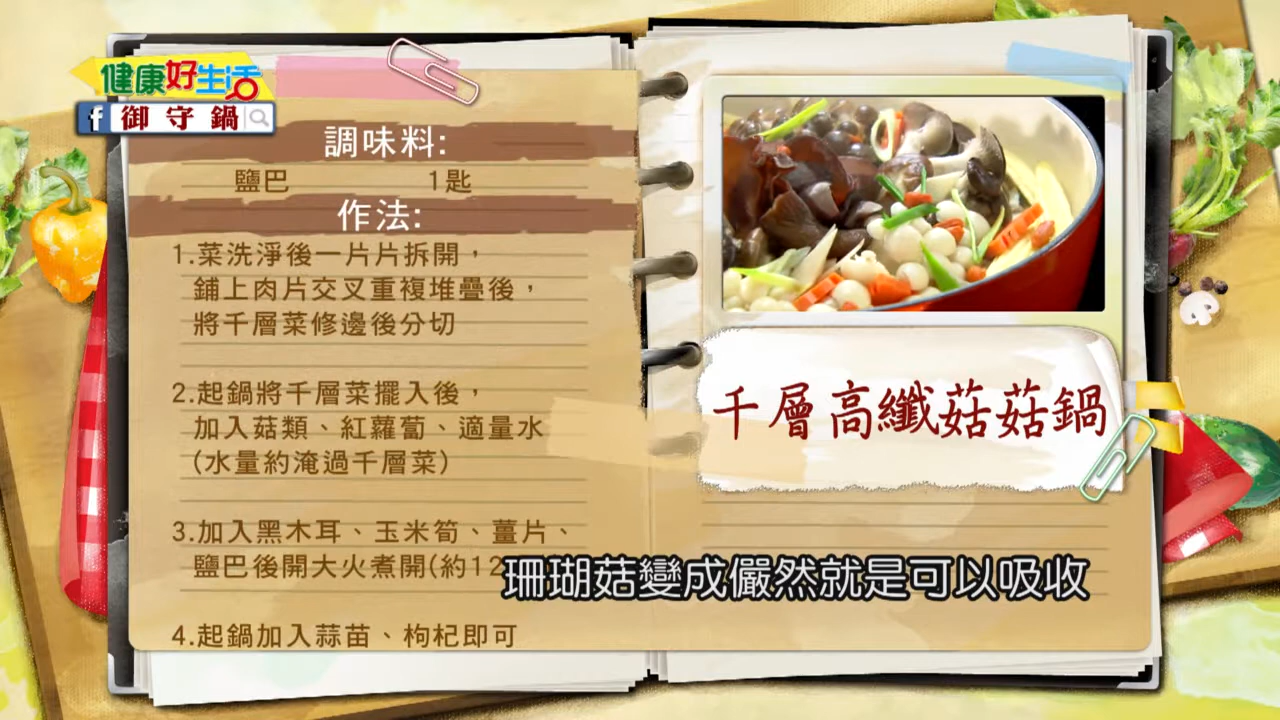 健康好生活
御守鍋
調味料:
鹽巴 1匙
作法:
1.菜洗淨後一片片拆開，
鋪上肉片交叉重複堆疊後，
將千層菜修邊後分切
2.起鍋將千層菜擺入後，
加入菇類、紅蘿蔔、適量水
(水量約淹過千層菜)
3.加入黑木耳、玉米筍、薑片、
鹽巴後開大火煮開(約12
4.起鍋加入蒜苗、枸杞即可
千層高纖菇菇鍋
珊瑚菇變成儼然就是可以吸收